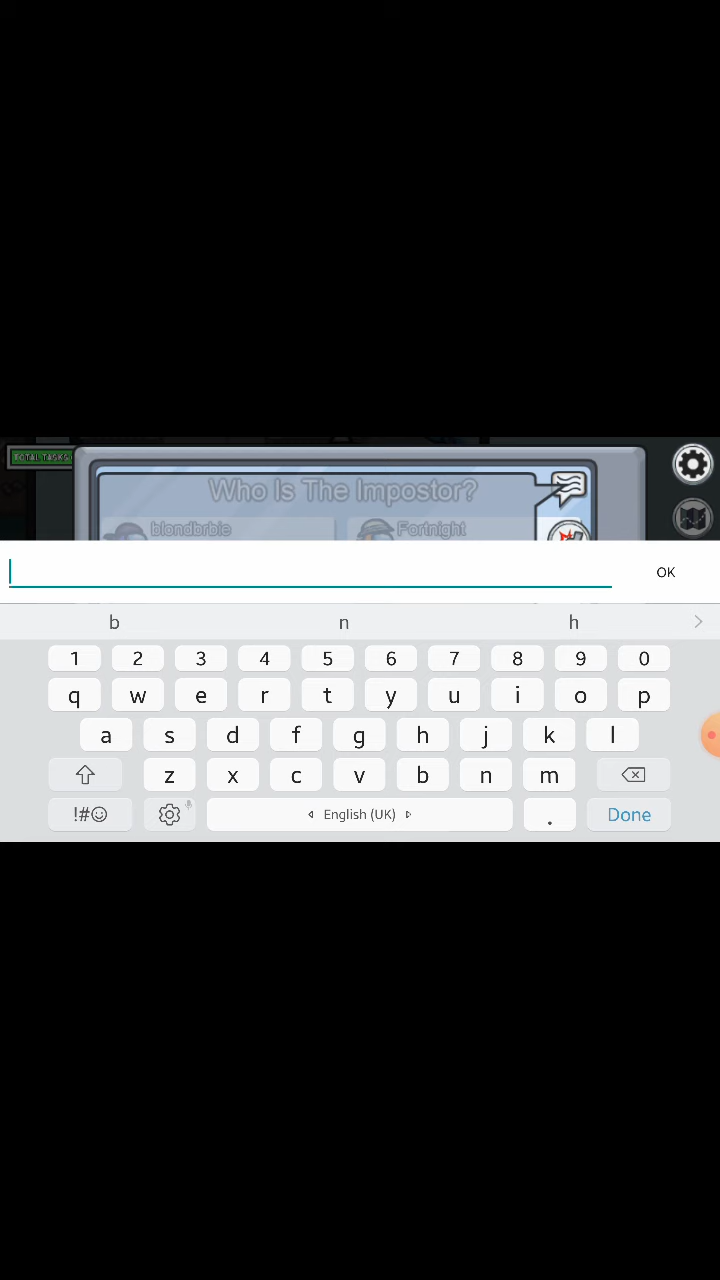 TOTAL TASKS
Who Is The Impostor?
blondbrbie Fortnight
OK
b n h
1 2 3 4 5 6 7 8 9 0
q w e r t y u i o p
a s d f g h j k l
z x c v b n m
!#☺ English (UK) . Done